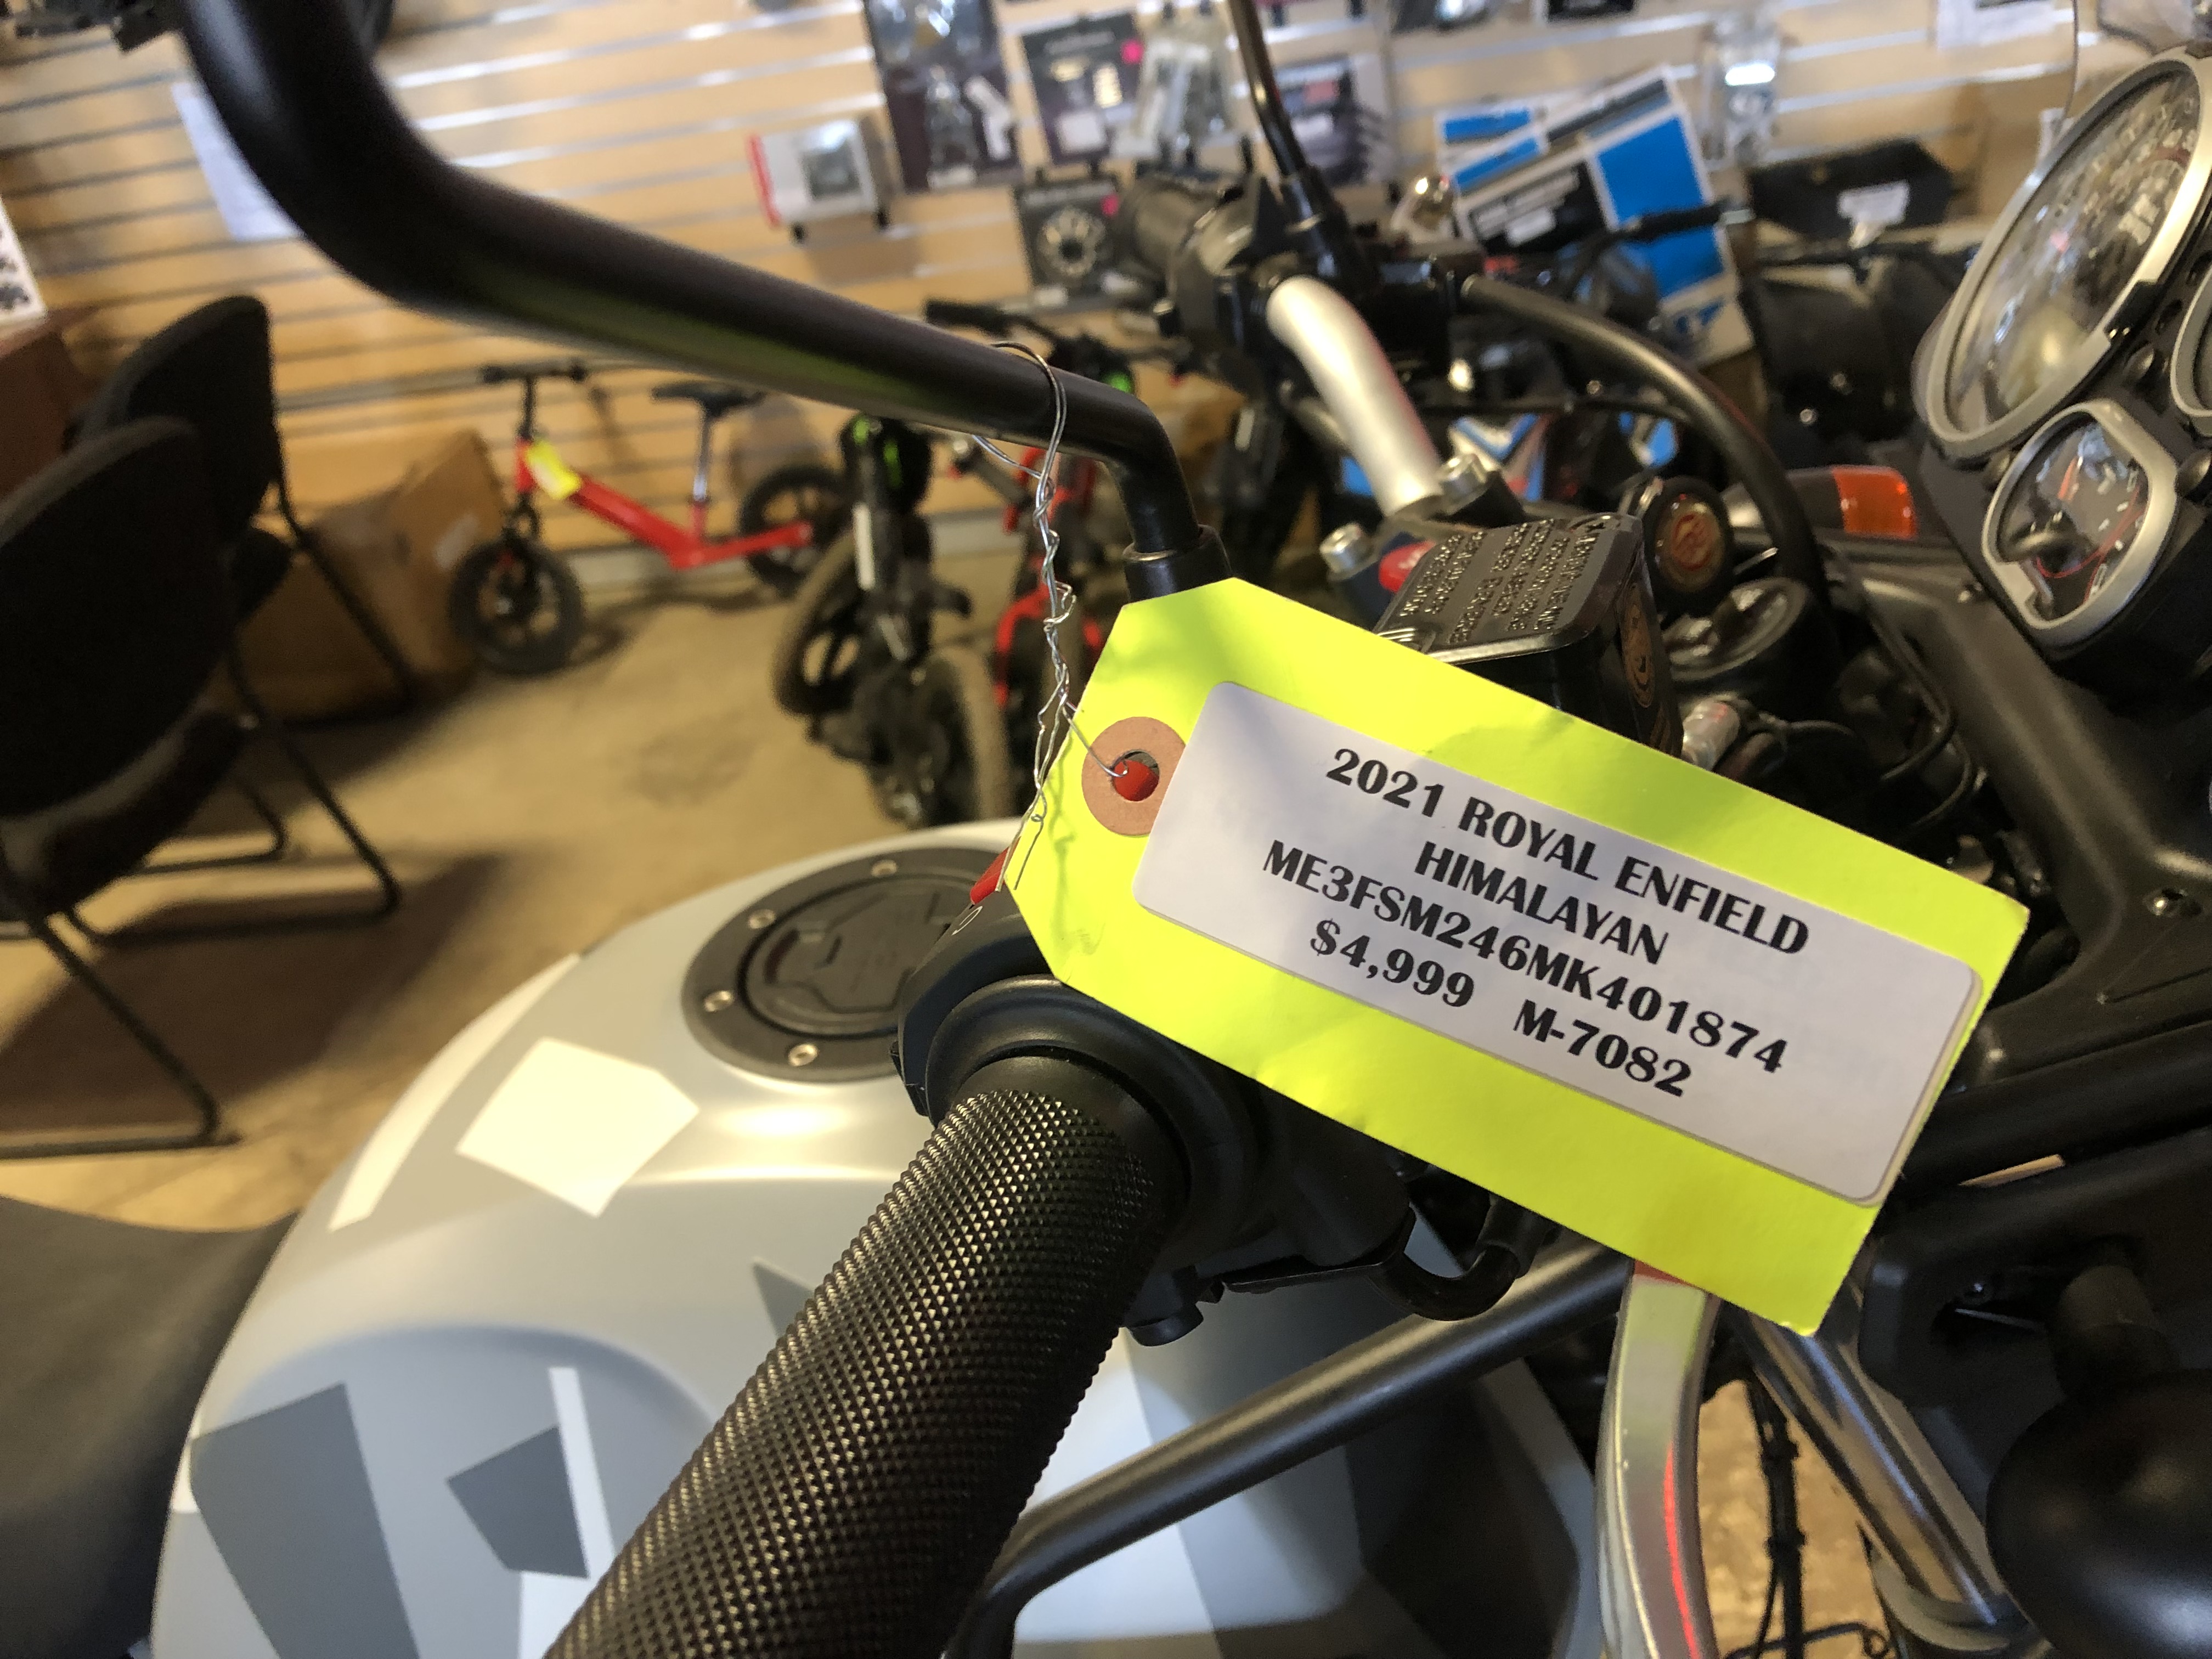 2021 ROYAL ENFIELD
HIMALAYAN
ME3FSM246MK401874
$4,999 M-7082